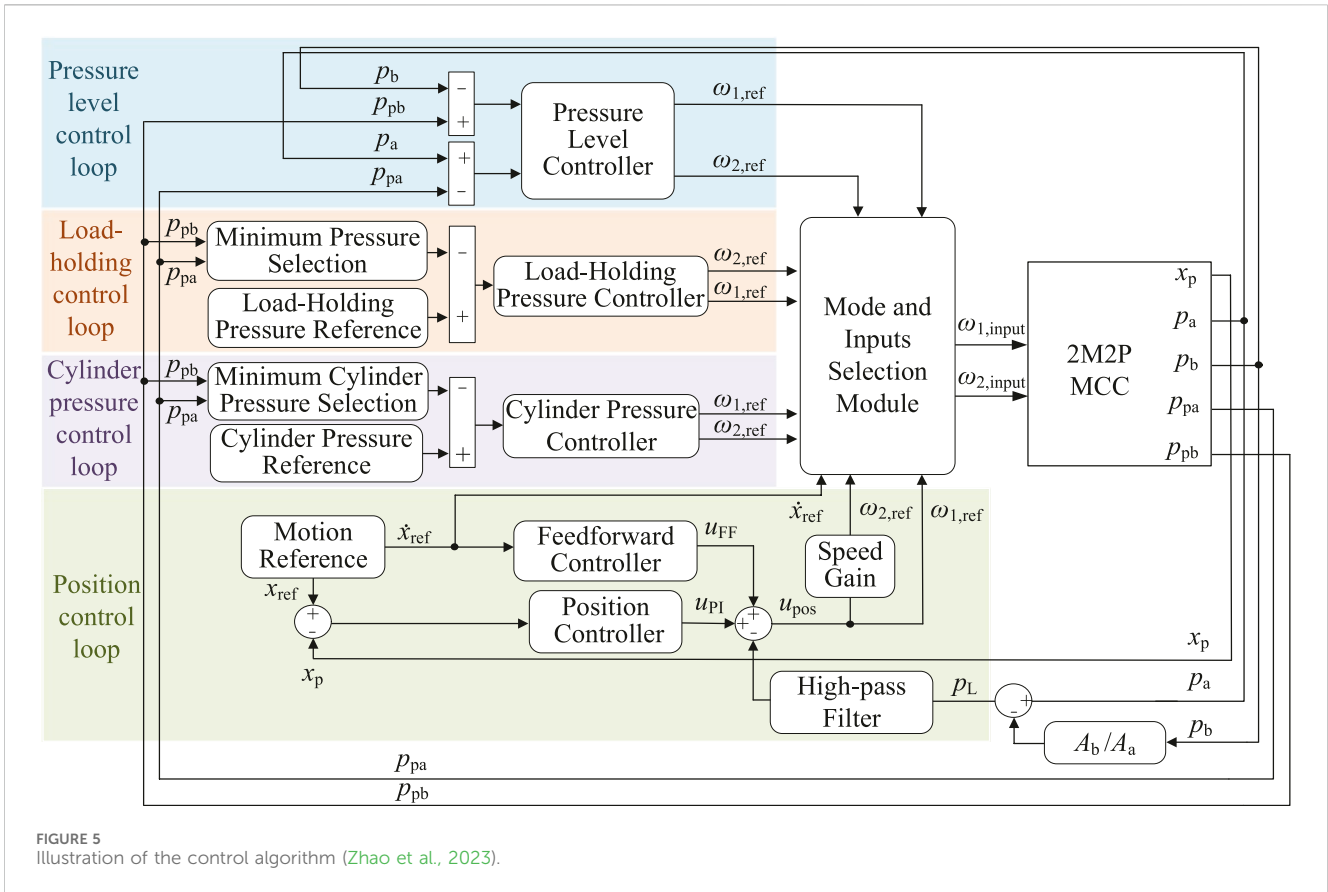 Pressure
level
control
loop
p_b
p_pb
p_a
p_pa
-
+
+
-
Pressure
Level
Controller
ω_1,ref
ω_2,ref
Load-
holding
control
loop
p_pb
p_pa
Minimum Pressure
Selection
Load-Holding
Pressure Reference
-
+
Load-Holding
Pressure Controller
ω_2,ref
ω_1,ref
Cylinder
pressure
control
loop
p_pb
p_pa
Minimum Cylinder
Pressure Selection
Cylinder Pressure
Reference
-
+
Cylinder Pressure
Controller
ω_1,ref
ω_2,ref
Mode and
Inputs
Selection
Module
ω_1,input
ω_2,input
2M2P
MCC
x_p
p_a
p_b
p_pa
p_pb
Position
control
loop
Motion
Reference
ẋ_ref
x_ref
+
-
x_p
Feedforward
Controller
u_FF
Position
Controller
u_PI
+
+
-
u_pos
Speed
Gain
ẋ_ref
ω_2,ref
ω_1,ref
High-pass
Filter
p_L
-
+
x_p
p_a
p_b
A_b/A_a
p_pa
p_pb
FIGURE 5
Illustration of the control algorithm (Zhao et al., 2023).